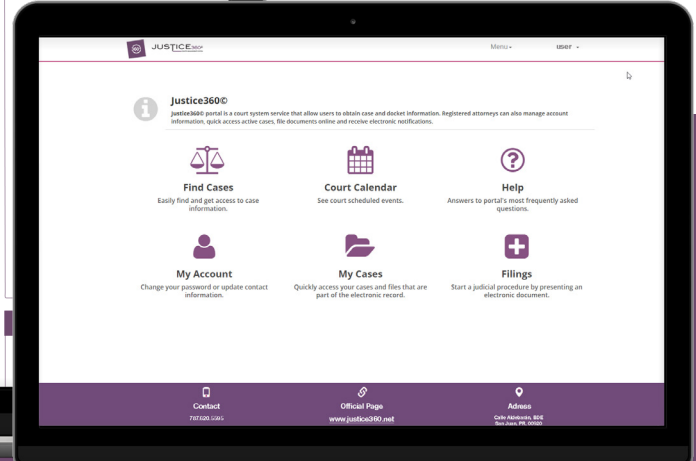 JUSTICE360°
Menu
user
Justice360©
Justice360© portal is a court system service that allow users to obtain case and docket information. Registered attorneys can also manage account
information, quick access active cases, file documents online and receive electronic notifications.
Find Cases
Easily find and get access to case
information.
Court Calendar
See court scheduled events.
Help
Answers to portal's most frequently asked
questions.
My Account
Change your password or update contact
information.
My Cases
Quickly access your cases and files that are
part of the electronic record.
Filings
Start a judicial procedure by presenting an
electronic document.
Contact
787.620.5595
Official Page
www.justice360.net
Adress
Calle
San Juan, PR,